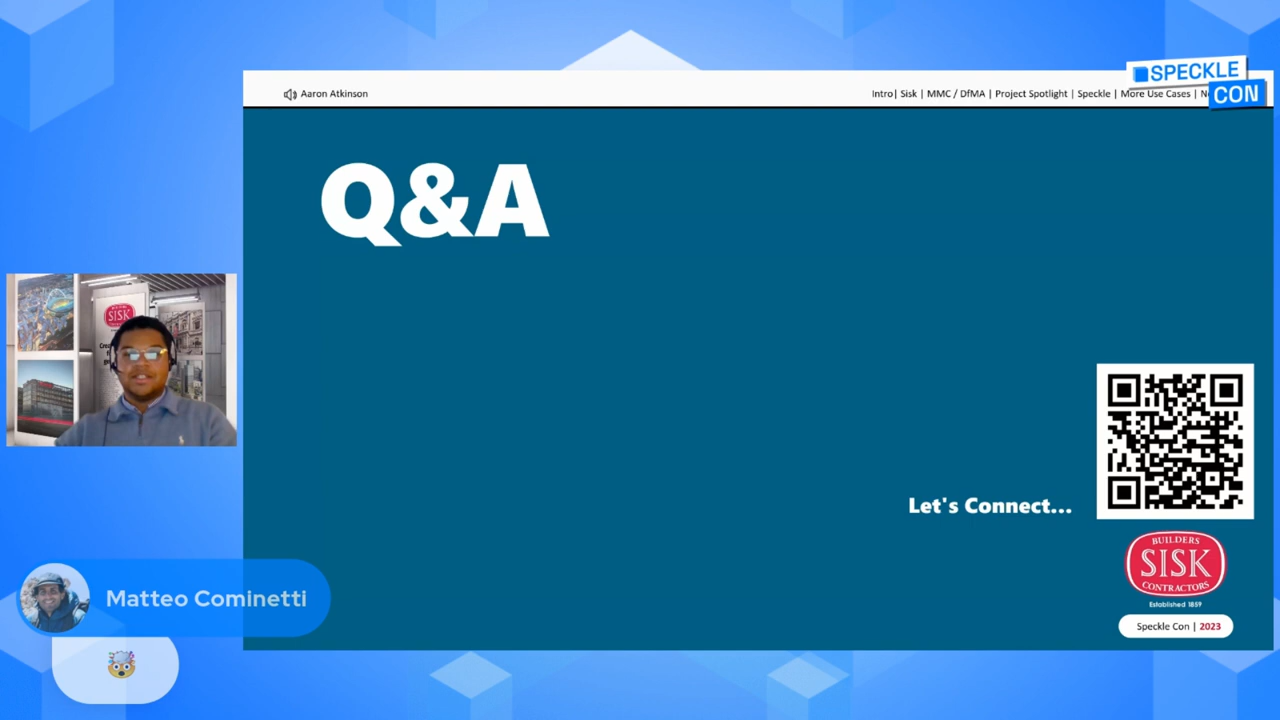 Aaron Atkinson
Intro| Sisk | MMC / DfMA | Project Spotlight | Speckle | More Use Cases |
SPECKLE
CON
Q&A
SISK
Let's Connect...
BUILDERS
SISK
CONTRACTORS
Established 1859
Speckle Con | 2023
Matteo Cominetti